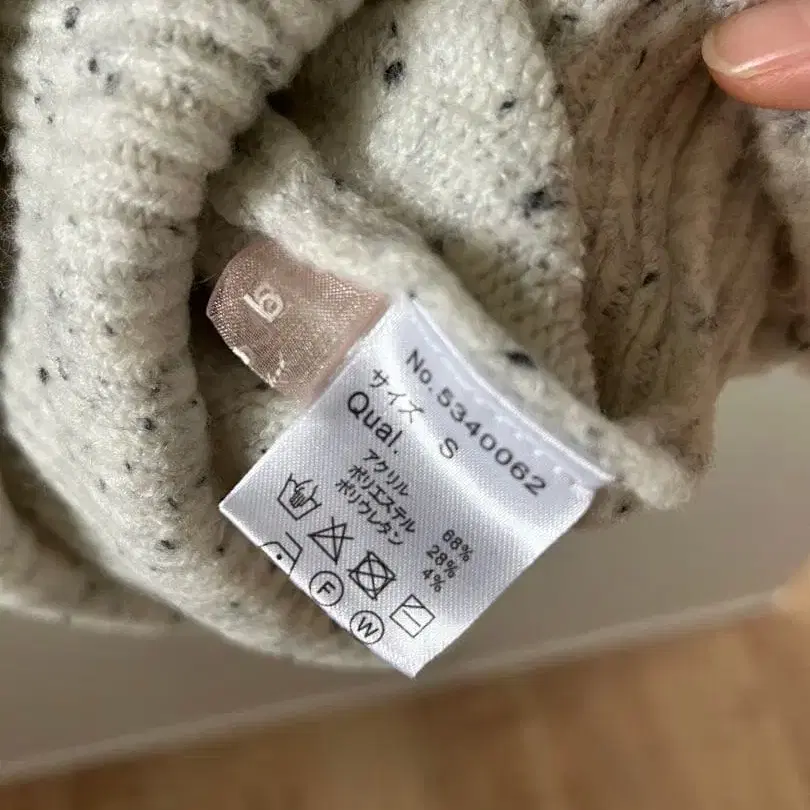 No.5340062
サイズ S
Qual.
アクリル 68%
ポリエステル 28%
ポリウレタン 4%
F
W